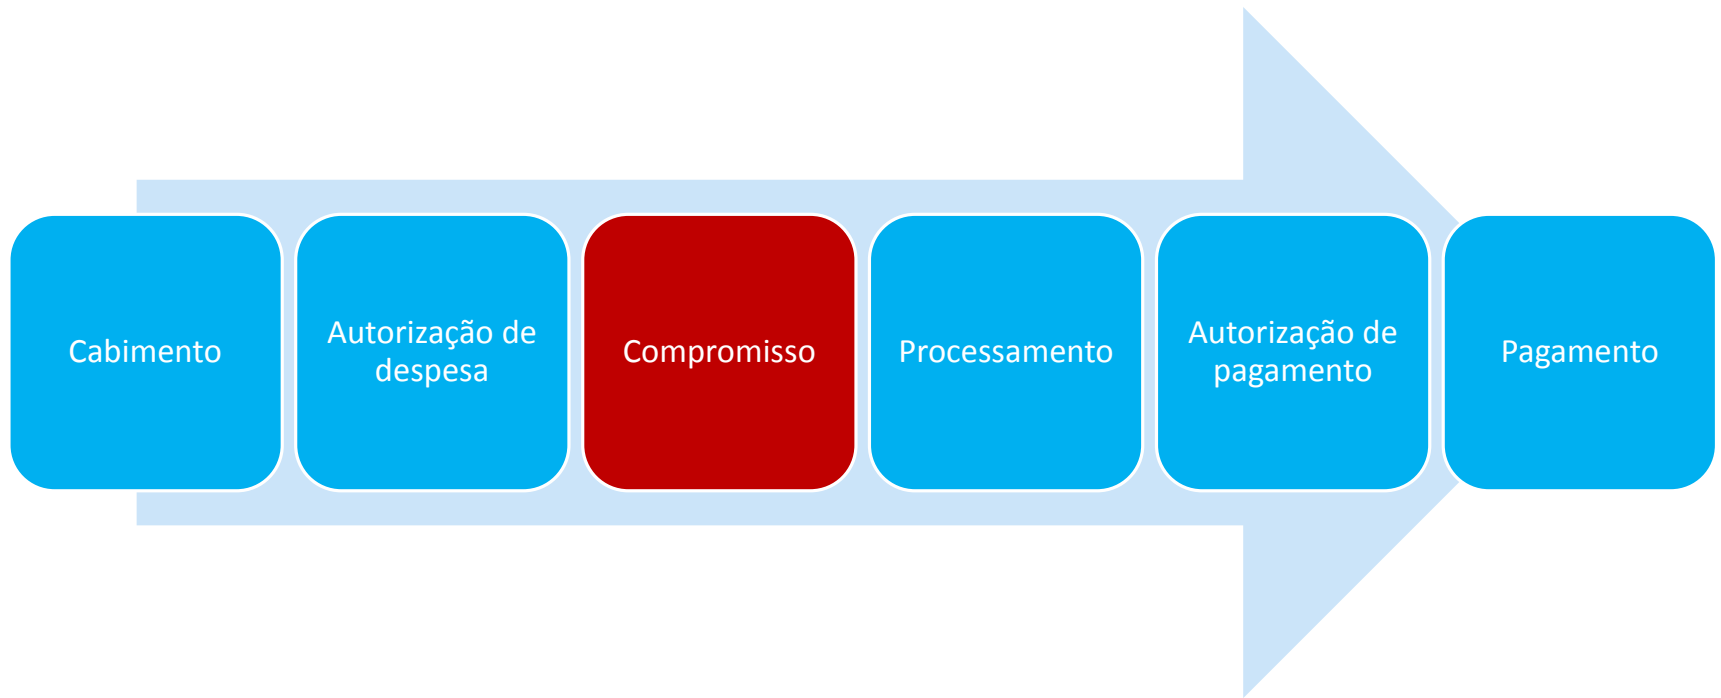 Cabimento
Autorização de
despesa
Compromisso
Processamento
Autorização de
pagamento
Pagamento